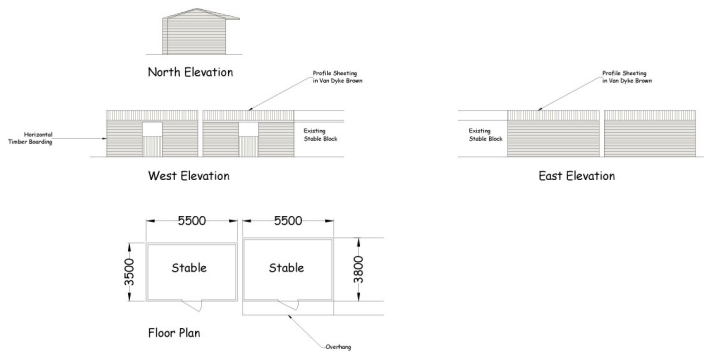 North Elevation
Profile Sheeting
in Van Dyke Brown
Profile Sheeting
in Van Dyke Brown
Horizontal
Timber Boarding
Existing
Stable Block
Existing
Stable Block
West Elevation
East Elevation
5500
5500
3500
Stable
Stable
3800
Floor Plan
Overhang